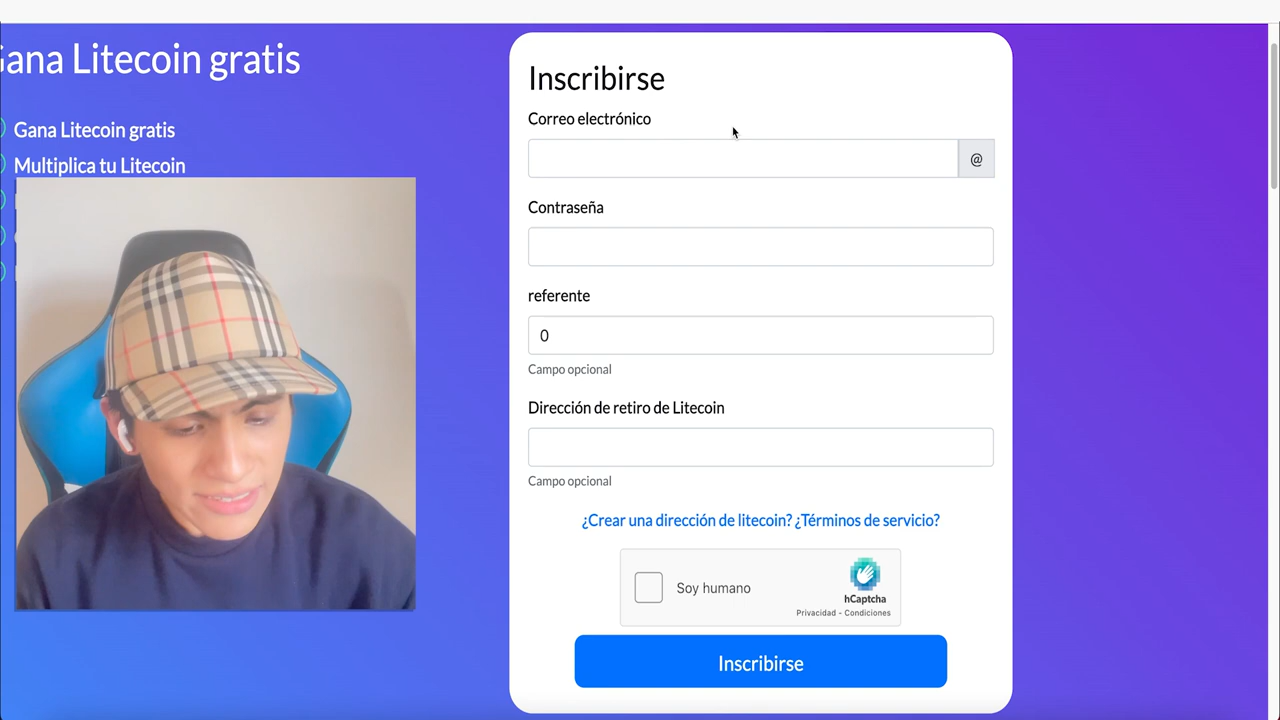 Gana Litecoin gratis
Gana Litecoin gratis
Multiplica tu Litecoin
Inscribirse
Correo electrónico
@
Contraseña
referente
0
Campo opcional
Dirección de retiro de Litecoin
Campo opcional
¿Crear una dirección de litecoin? ¿Términos de servicio?
Soy humano
hCaptcha
Privacidad - Condiciones
Inscribirse